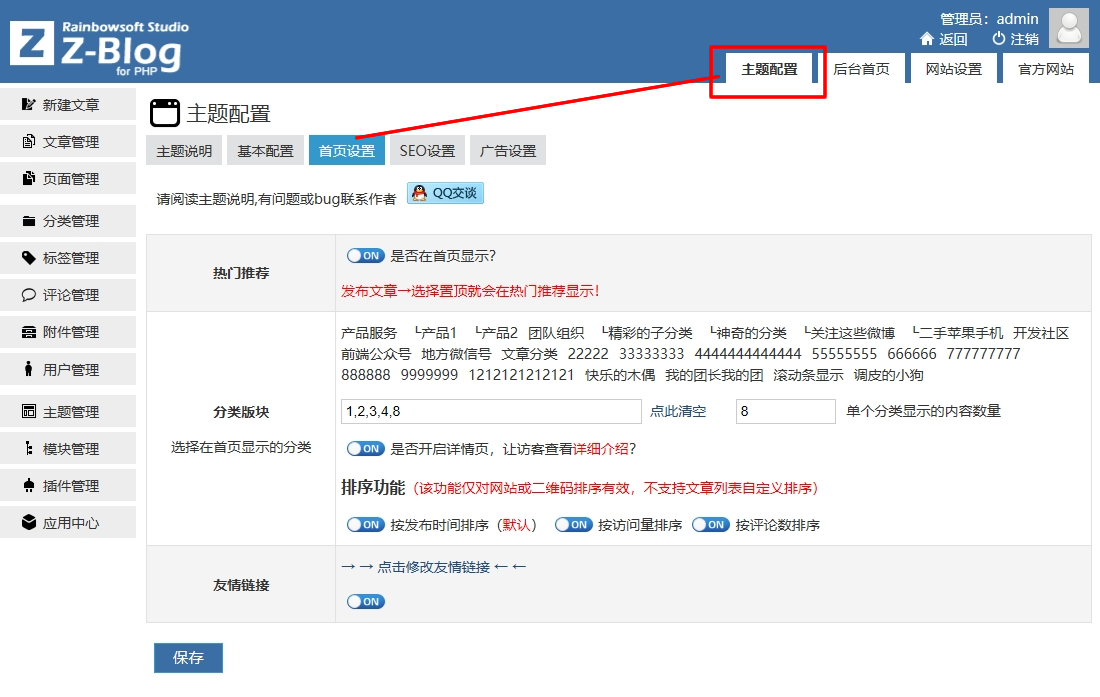 Rainbowsoft Studio
Z Z-Blog
for PHP
管理员：admin
返回 注销
主题配置 后台首页 网站设置 官方网站
新建文章
文章管理
页面管理
分类管理
标签管理
评论管理
附件管理
用户管理
主题管理
模块管理
插件管理
应用中心
主题配置
主题说明 基本配置 首页设置 SEO设置 广告设置
请阅读主题说明,有问题或bug联系作者 QQ交谈
热门推荐
ON 是否在首页显示?
发布文章→选择置顶就会在热门推荐显示！
分类版块
选择在首页显示的分类
产品服务 └产品1 └产品2 团队组织 └精彩的子分类 └神奇的分类 └关注这些微博 └二手苹果手机 开发社区
前端公众号 地方微信号 文章分类 22222 33333333 4444444444444 55555555 666666 777777777
888888 9999999 1212121212121 快乐的木偶 我的团长我的团 滚动条显示 调皮的小狗
1,2,3,4,8 点此清空 8 单个分类显示的内容数量
ON 是否开启详情页，让访客查看详细介绍?
排序功能（该功能仅对网站或二维码排序有效，不支持文章列表自定义排序）
ON 按发布时间排序（默认） ON 按访问量排序 ON 按评论数排序
友情链接
→ → 点击修改友情链接 ← ←
ON
保存